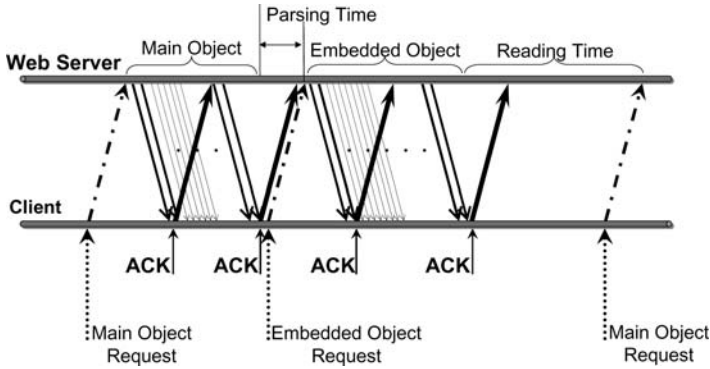 Parsing Time
Main Object
Embedded Object
Reading Time
Web Server
Client
ACK
ACK
ACK
ACK
Main Object
Request
Embedded Object
Request
Main Object
Request